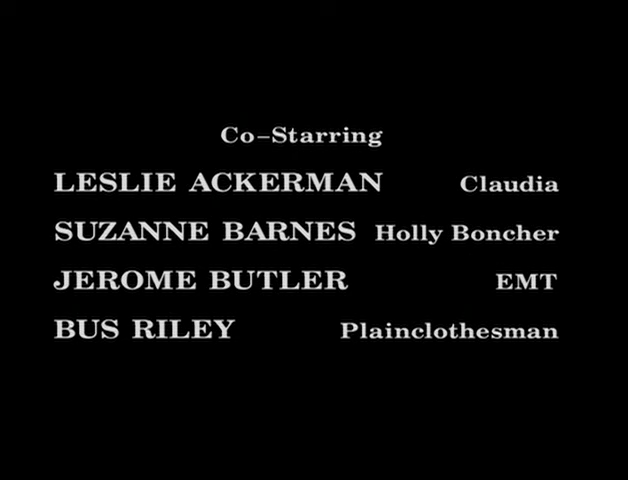 Co-Starring
LESLIE ACKERMAN Claudia
SUZANNE BARNES Holly Boncher
JEROME BUTLER EMT
BUS RILEY Plainclothesman